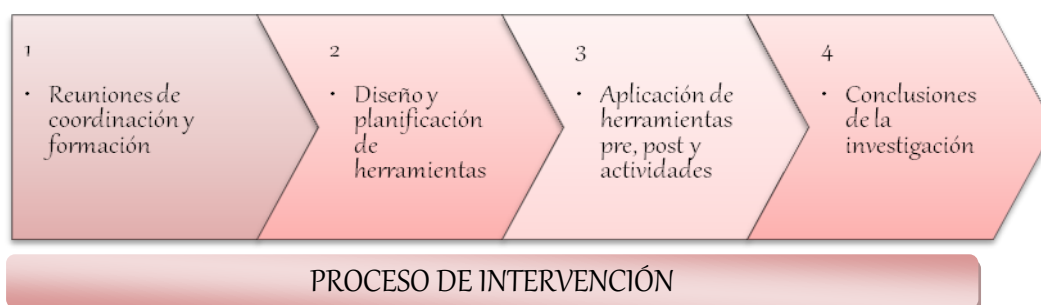 1
• Reuniones de
coordinación y
formación
2
• Diseño y
planificación
de
herramientas
3
• Aplicación de
herramientas
pre, post y
actividades
4
• Conclusiones
de la
investigación
PROCESO DE INTERVENCIÓN